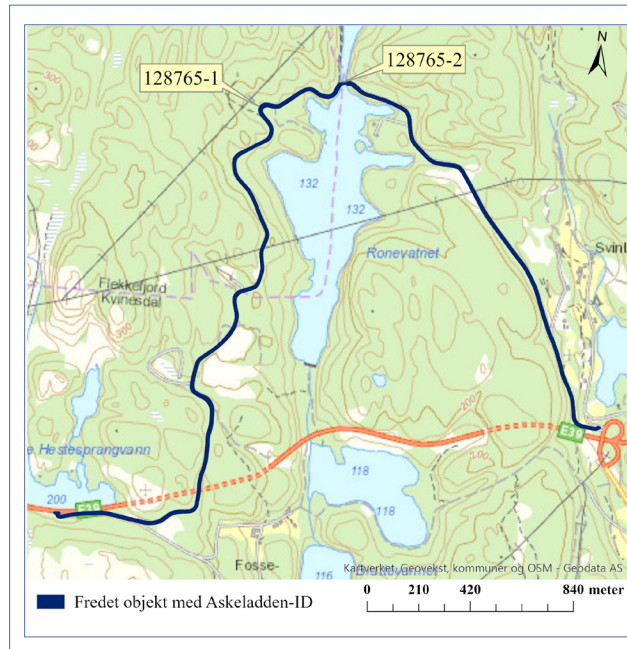 N
128765-2
128765-1
300
200
132
132
Ronevatnet
Svinl
Flekkefjord
Kvinesdal
300
200
E39
200
e Hestesprangvann
118
200
E39
118
Fosse-
116
Kartverket, Geovekst, kommuner og OSM - Geodata AS
Fredet objekt med Askeladden-ID
0 210 420 840 meter